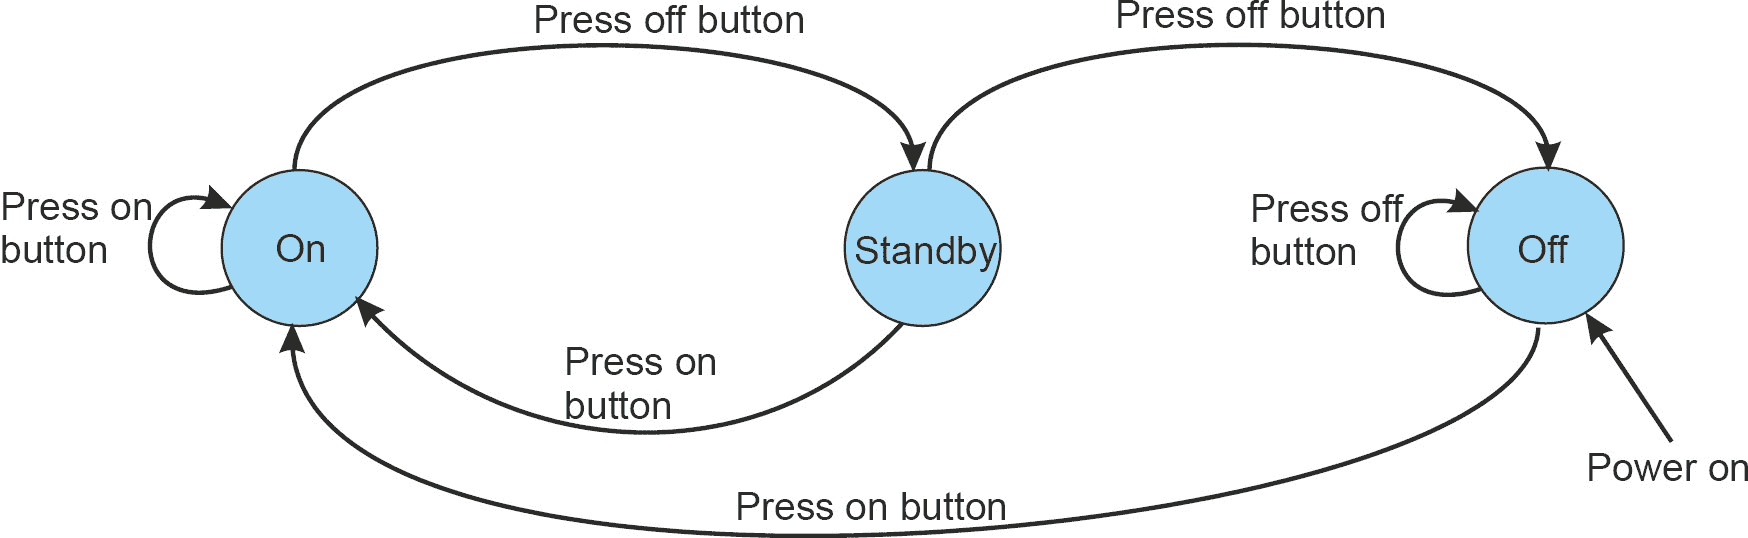 Press off button
Press off button
Press on
button
On
Standby
Press off
button
Off
Press on
button
Power on
Press on button